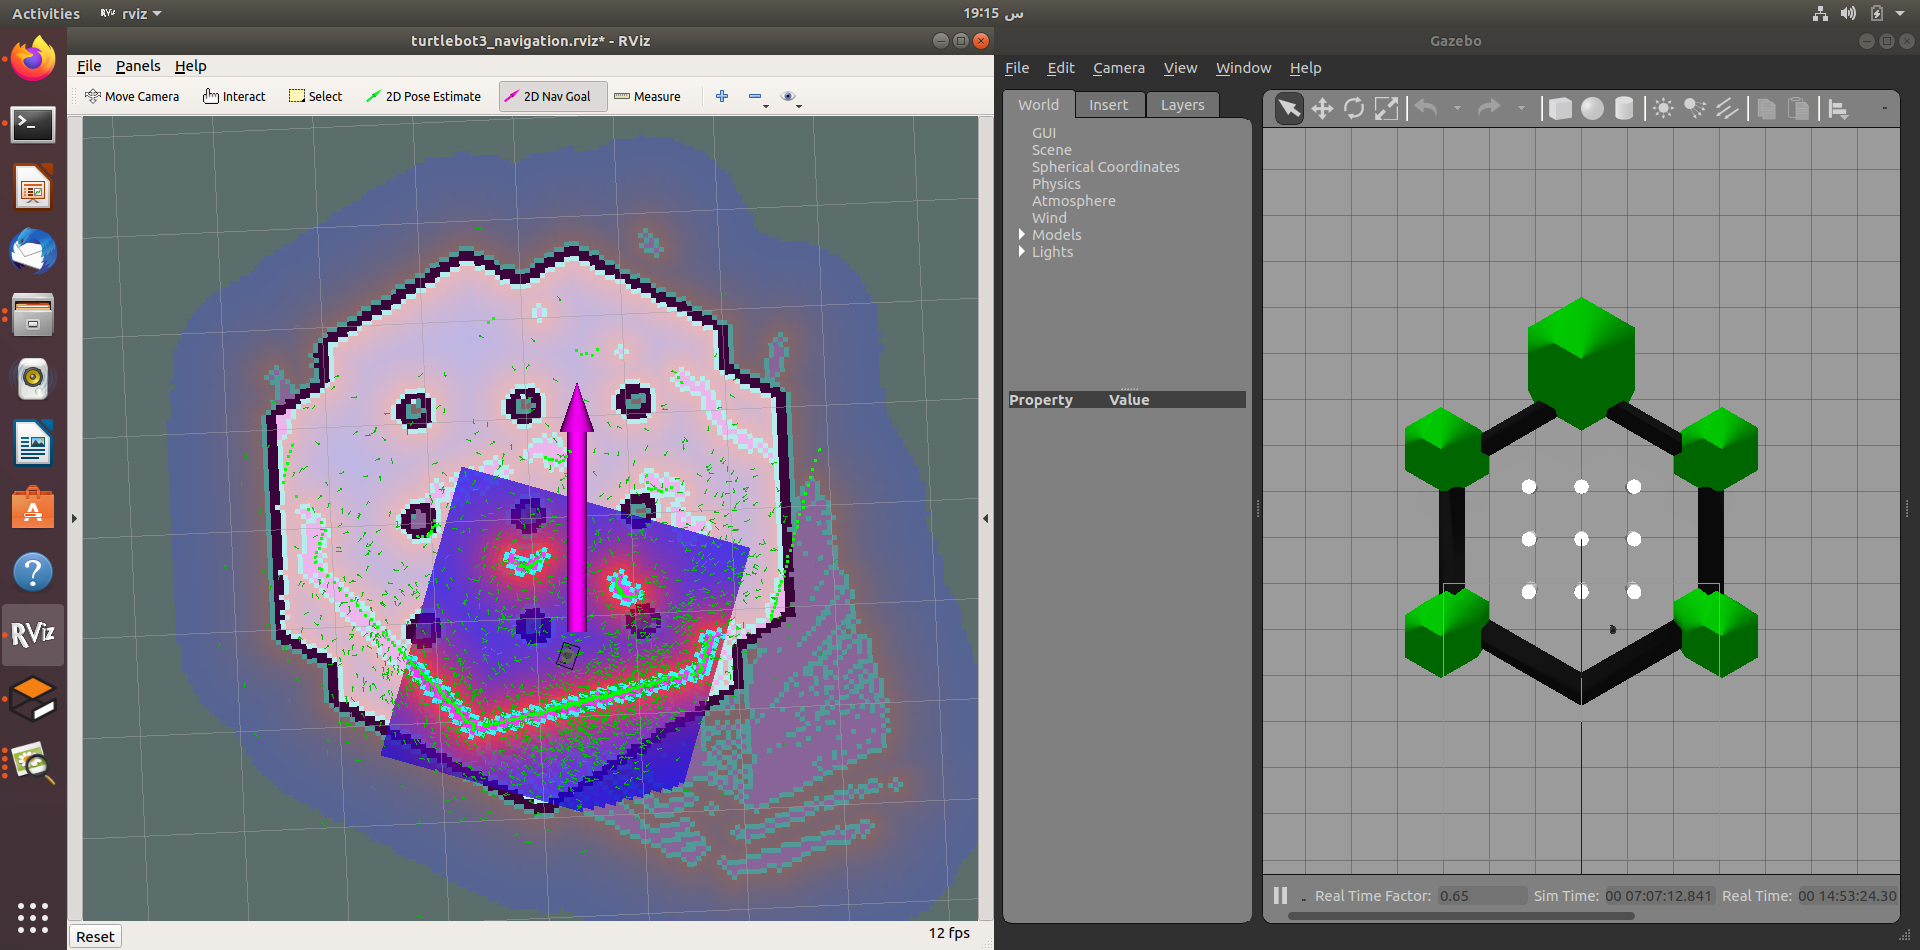 Activities
rviz
19:15 س
turtlebot3_navigation.rviz* - RViz
File Panels Help
Move Camera Interact Select 2D Pose Estimate 2D Nav Goal Measure
Reset
12 fps
RViz
Gazebo
File Edit Camera View Window Help
World Insert Layers
GUI
Scene
Spherical Coordinates
Physics
Atmosphere
Wind
Models
Lights
Property Value
Real Time Factor: 0.65 Sim Time: 00 07:07:12.841 Real Time: 00 14:53:24.30